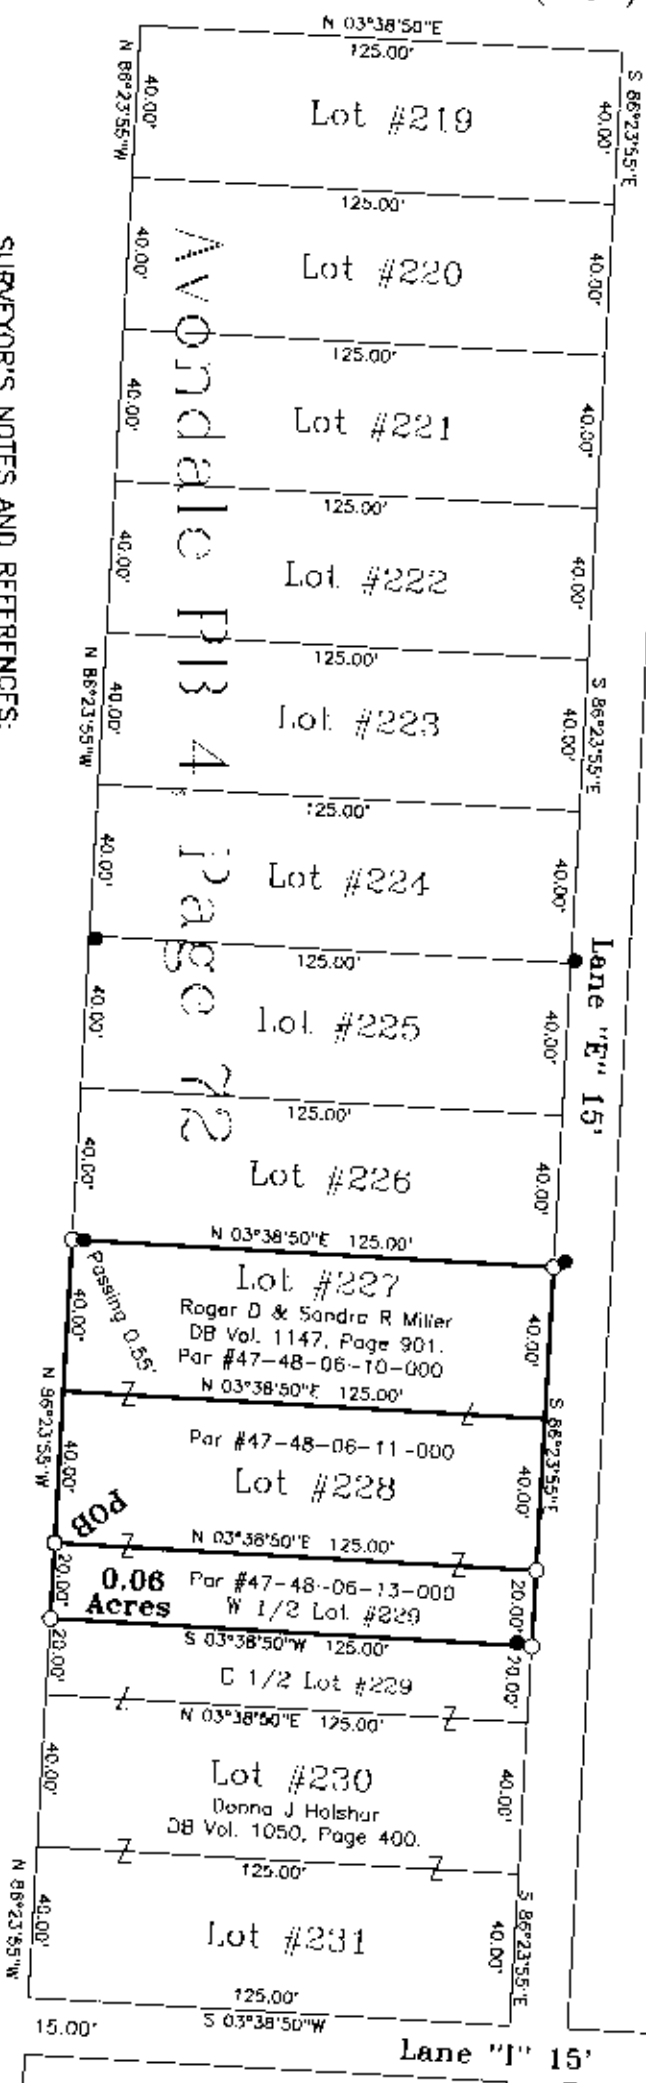 N 03°38'50"E
125.00'
N 86°23'55"W
40.00'
Lot #219
40.00'
S 86°23'55"E
125.00'
40.00'
Lot #220
40.00'
125.00'
40.00'
Lot #221
40.00'
125.00'
40.00'
Lot #222
40.00'
125.00'
N 86°23'55"W
40.00'
Lot #223
40.00'
S 86°23'55"E
125.00'
40.00'
Lot #224
40.00'
125.00'
40.00'
Lot #225
40.00'
125.00'
40.00'
Lot #226
40.00'
Avondale PB 4, Page 72
SURVEYOR'S NOTES AND REFERENCES:
Lane "E" 15'
N 03°38'50"E 125.00'
Lot #227
Roger D & Sandra R Miller
DB Vol. 1147, Page 901.
Par #47-48-06-10-000
Passing 0.55'
40.00'
40.00'
N 03°38'50"E 125.00'
N 86°23'55"W
S 86°23'55"E
Par #47-48-06-11-000
Lot #228
40.00'
40.00'
POB
N 03°38'50"E 125.00'
20.00'
0.06
Acres
Par #47-48-06-13-000
W 1/2 Lot #229
20.00'
S 03°38'50"W 125.00'
20.00'
E 1/2 Lot #229
20.00'
N 03°38'50"E 125.00'
40.00'
Lot #230
Donna J Holshur
DB Vol. 1050, Page 400.
40.00'
125.00'
N 86°23'55"W
40.00'
Lot #231
40.00'
S 86°23'55"E
125.00'
S 03°38'50"W
15.00'
Lane "I" 15'